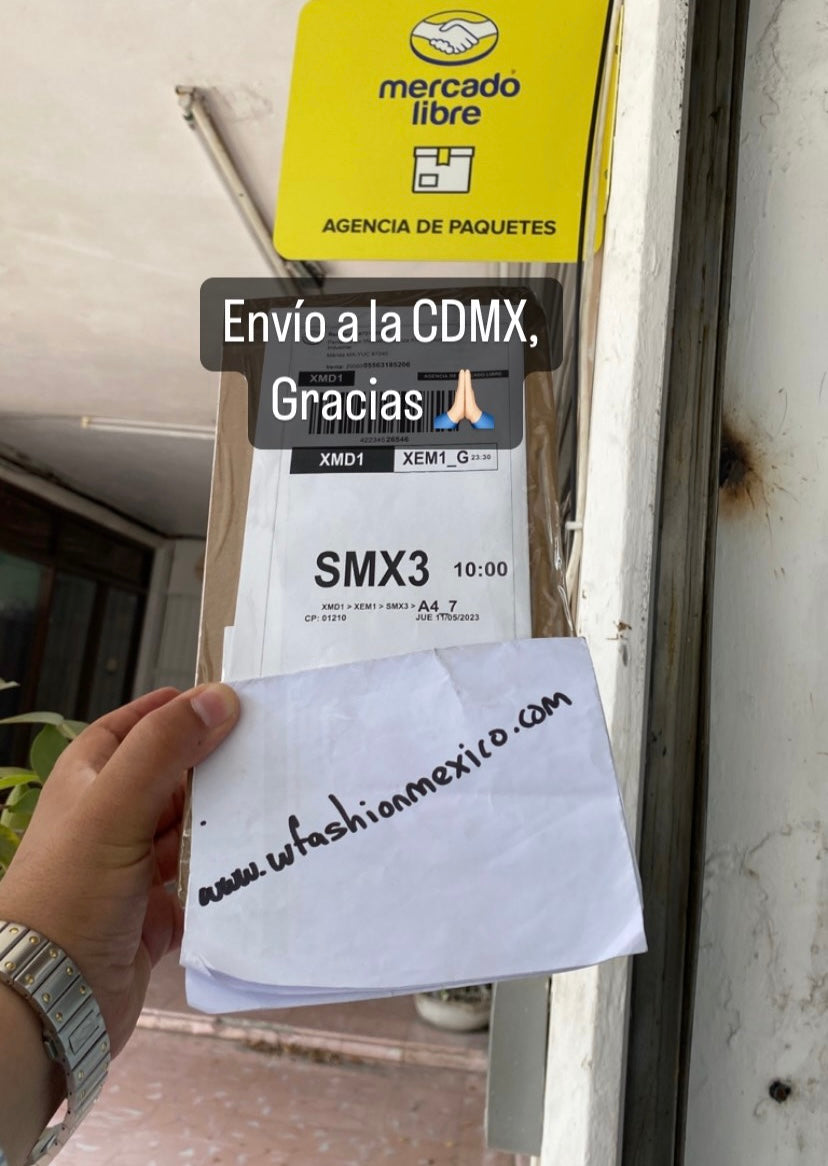 mercado
libre
AGENCIA DE PAQUETES
Envío a la CDMX,
Gracias 🙏🏻
Mérida
XMD1
XMD1 XEM1_G 23:30
SMX3 10:00
XMD1 > XEM1 > SMX3 > A4_7
CP: 01210 JUE 11/05/2023
www.wfashionmexico.com